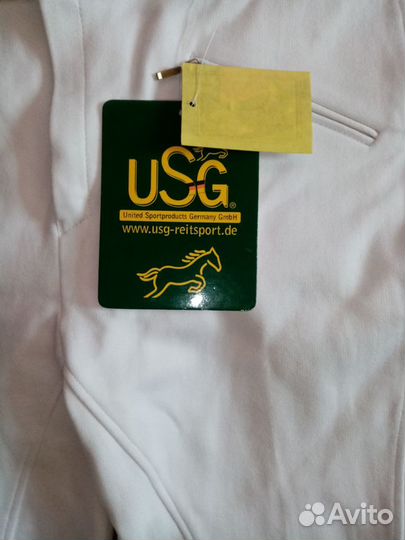 USG®
United Sportproducts Germany GmbH
www.usg-reitsport.de
Avito